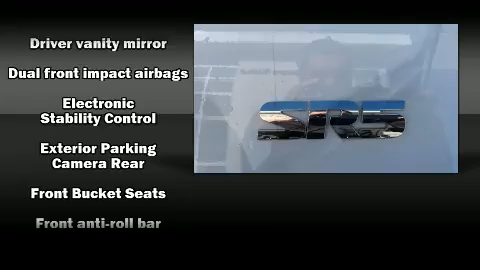 Driver vanity mirror
Dual front impact airbags
Electronic
Stability Control
Exterior Parking
Camera Rear
Front Bucket Seats
Front anti-roll bar
SR5